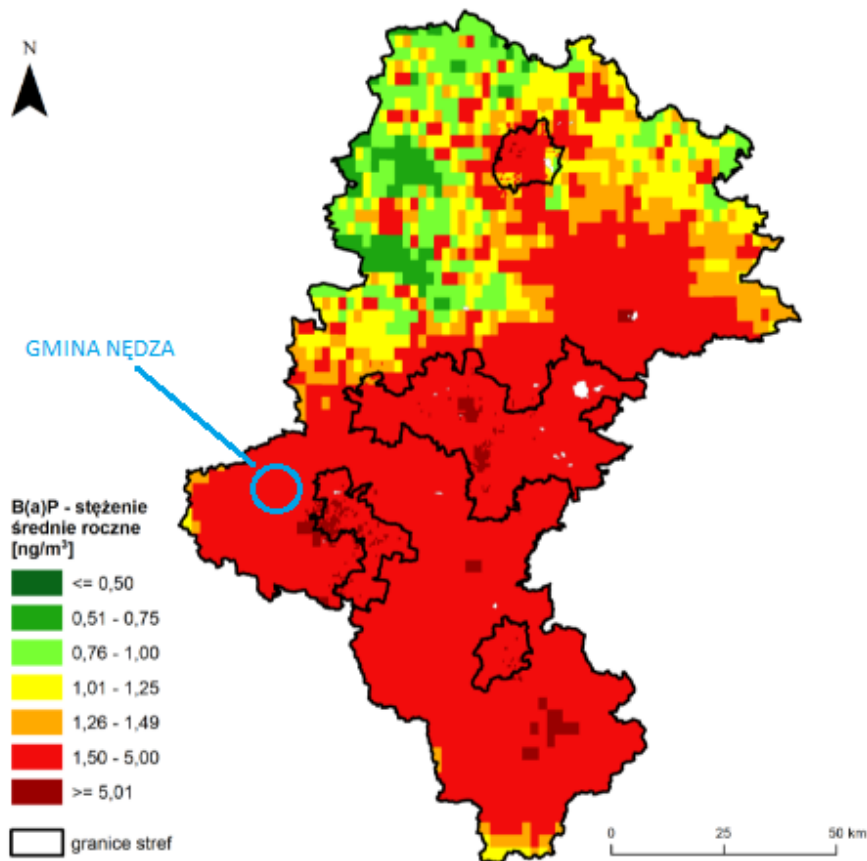 N
GMINA NĘDZA
B(a)P - stężenie
średnie roczne
[ng/m³]
<= 0,50
0,51 - 0,75
0,76 - 1,00
1,01 - 1,25
1,26 - 1,49
1,50 - 5,00
>= 5,01
granice stref
0 25 50 km